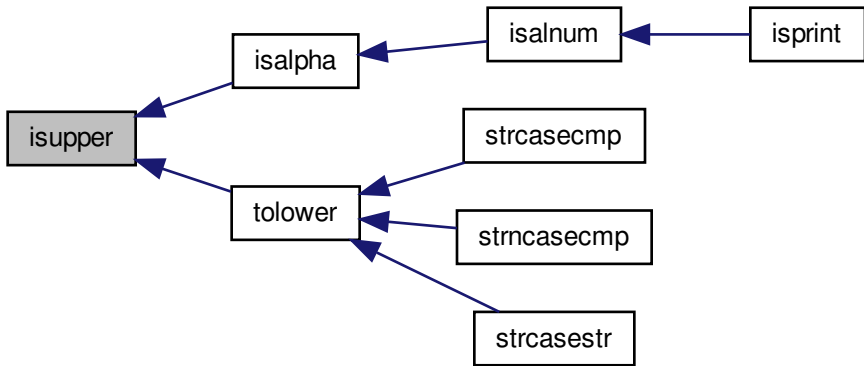 isupper
isalpha
isalnum
isprint
tolower
strcasecmp
strncasecmp
strcasestr